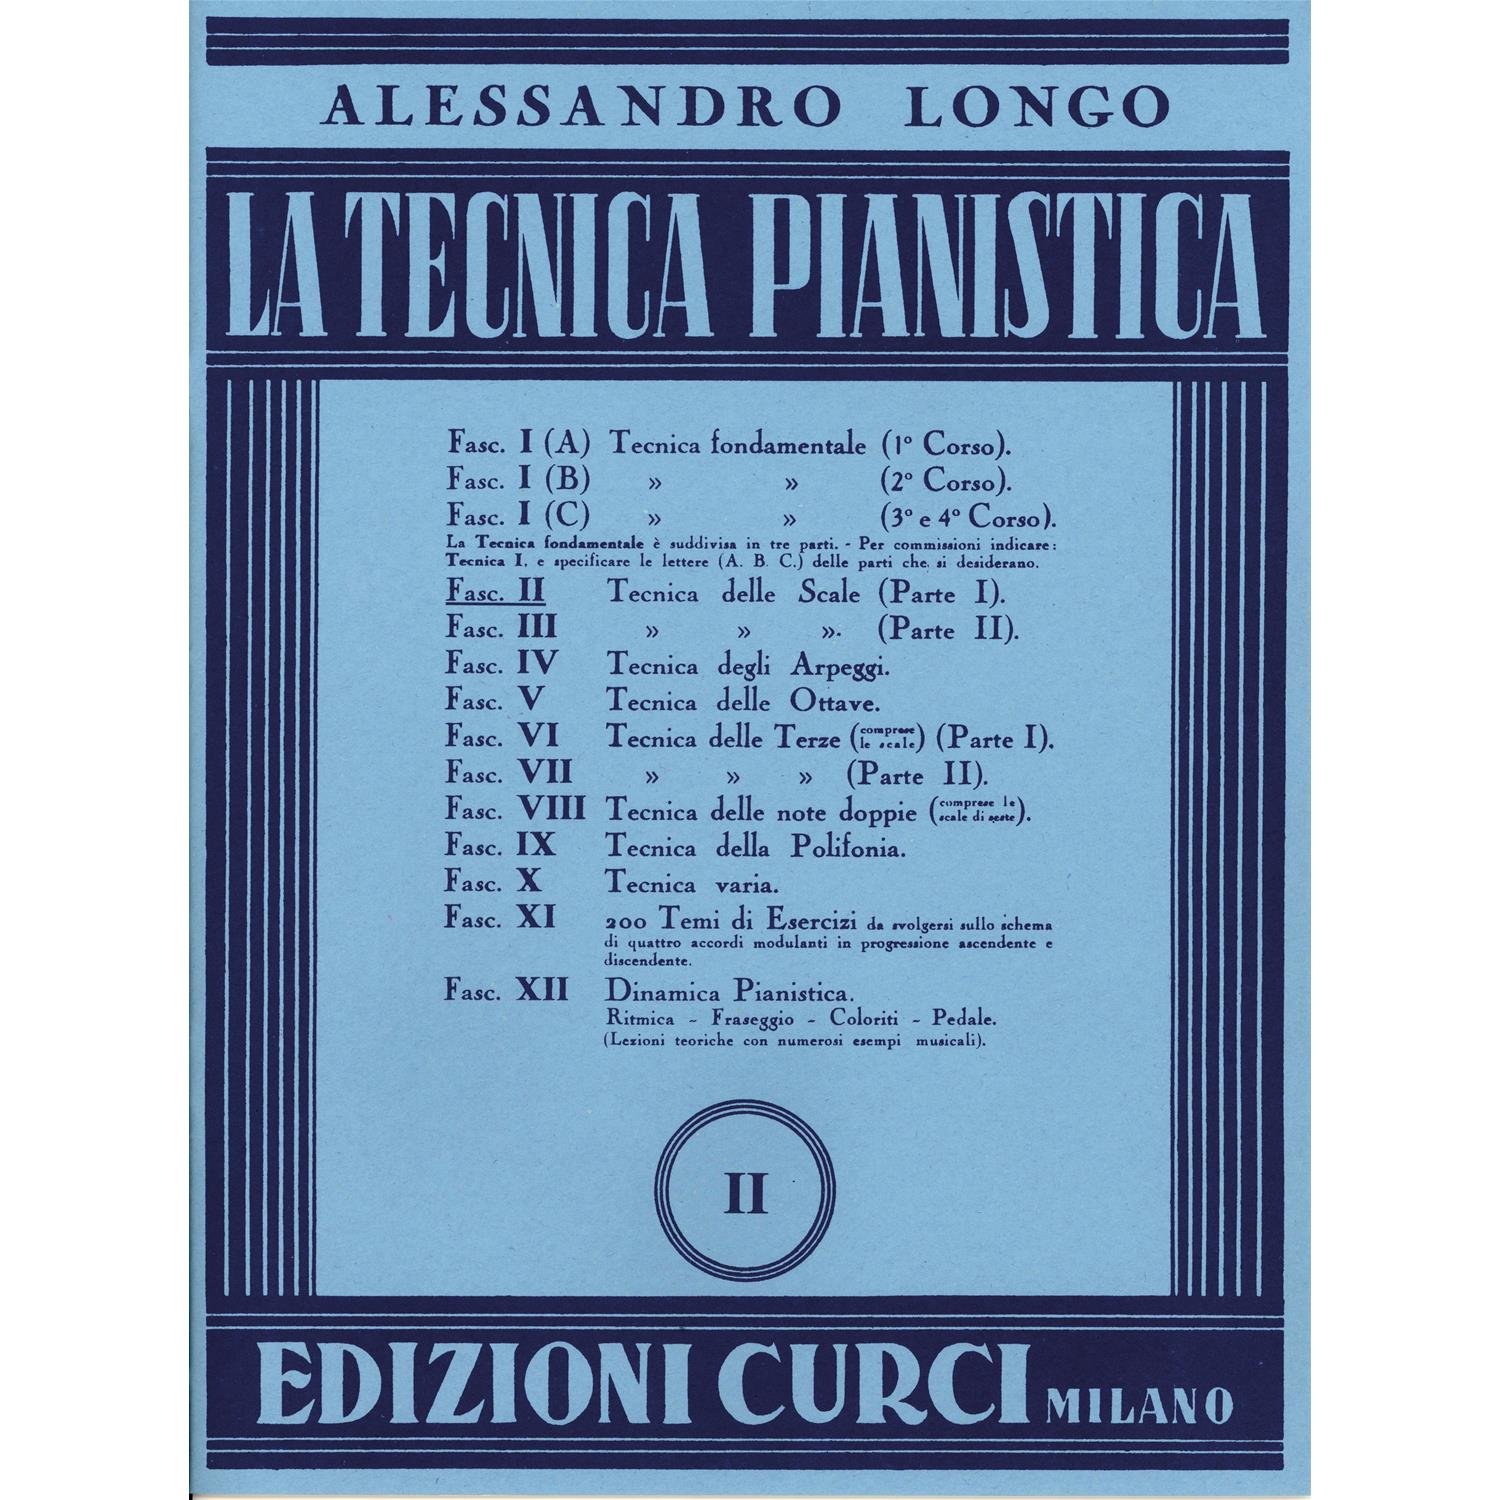 ALESSANDRO LONGO
LA TECNICA PIANISTICA
Fasc. I (A) Tecnica fondamentale (1º Corso).
Fasc. I (B) » » (2º Corso).
Fasc. I (C) » » (3º e 4º Corso).
La Tecnica fondamentale è suddivisa in tre parti. - Per commissioni indicare:
Tecnica I, e specificare le lettere (A. B. C.) delle parti che si desiderano.
Fasc. II Tecnica delle Scale (Parte I).
Fasc. III » » ». (Parte II).
Fasc. IV Tecnica degli Arpeggi.
Fasc. V Tecnica delle Ottave.
Fasc. VI Tecnica delle Terze (comprese le scale) (Parte I).
Fasc. VII » » » (Parte II).
Fasc. VIII Tecnica delle note doppie (comprese le scale di seste).
Fasc. IX Tecnica della Polifonia.
Fasc. X Tecnica varia.
Fasc. XI 200 Temi di Esercizi da svolgersi sullo schema
di quattro accordi modulanti in progressione ascendente e
discendente.
Fasc. XII Dinamica Pianistica.
Ritmica - Fraseggio - Coloriti - Pedale.
(Lezioni teoriche con numerosi esempi musicali).
II
EDIZIONI CURCI MILANO